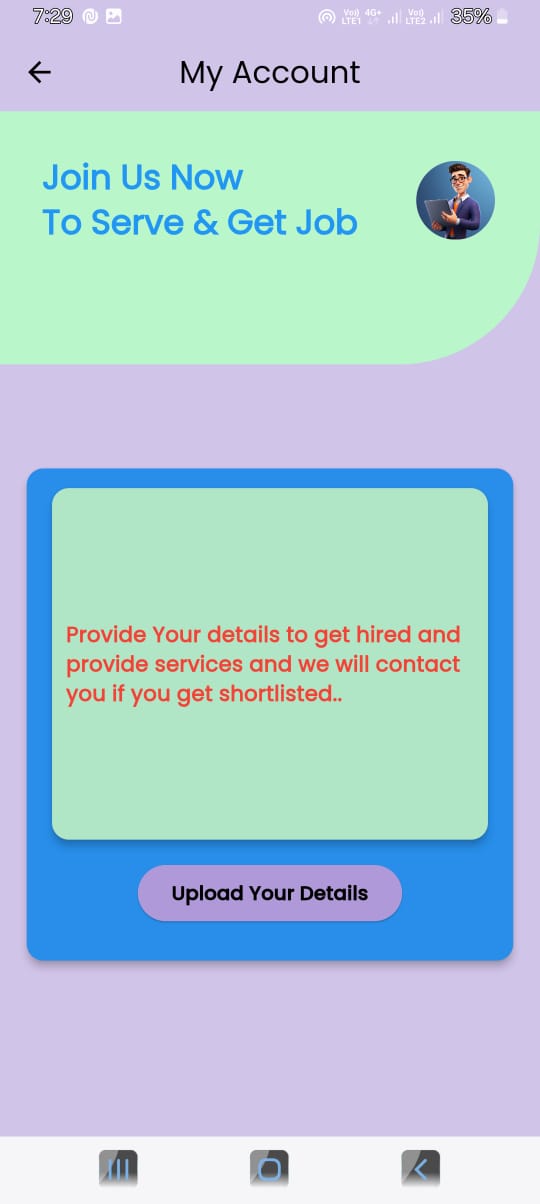 7:29 Vo) LTE1 4G+ Vo) LTE2 35%
My Account
Join Us Now
To Serve & Get Job
Provide Your details to get hired and
provide services and we will contact
you if you get shortlisted..
Upload Your Details